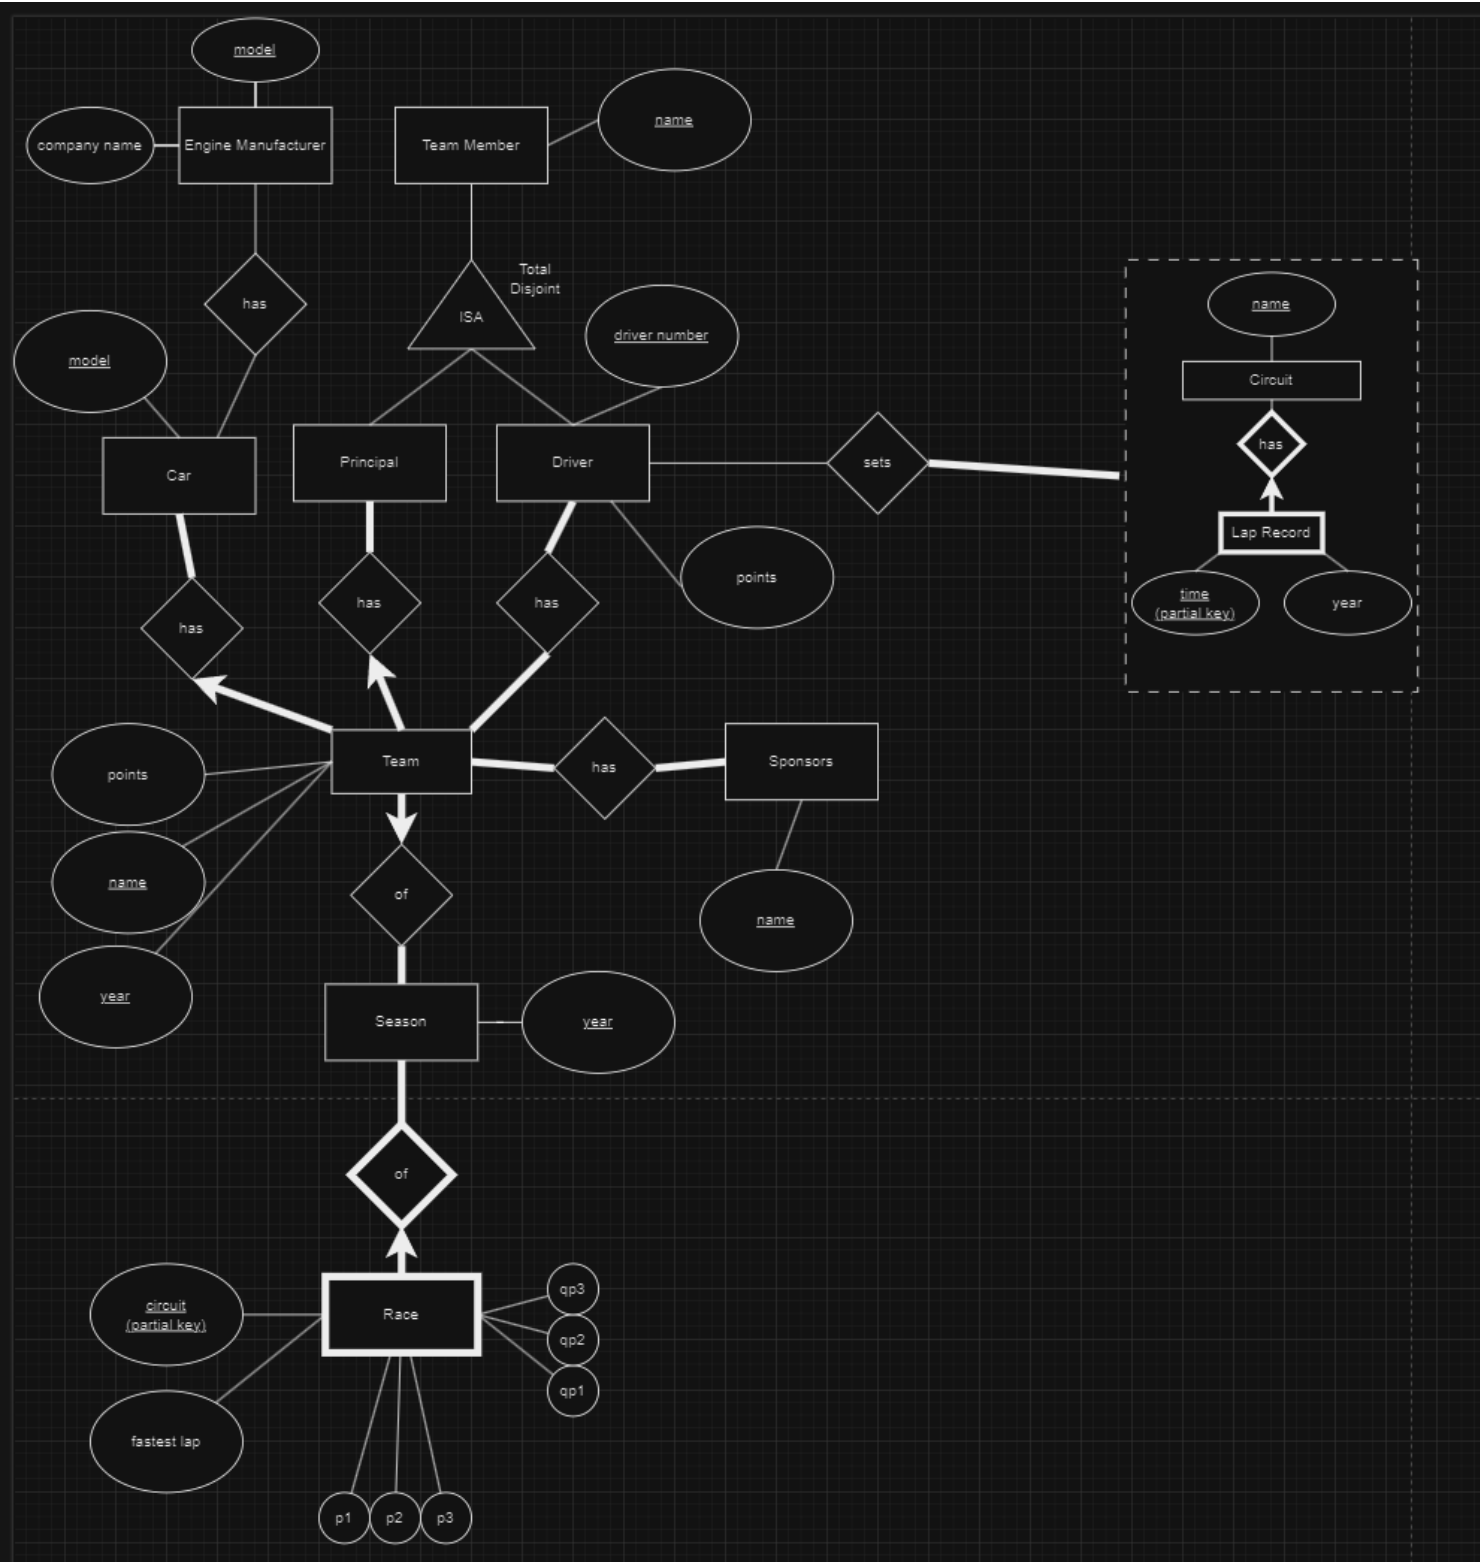 model
company name
Engine Manufacturer
Team Member
name
has
Total
Disjoint
ISA
driver number
model
name
Circuit
has
Car
Principal
Driver
sets
Lap Record
time
(partial key)
year
has
has
has
points
points
Team
has
Sponsors
name
of
name
year
Season
year
of
circuit
(partial key)
Race
qp3
qp2
qp1
fastest lap
p1
p2
p3